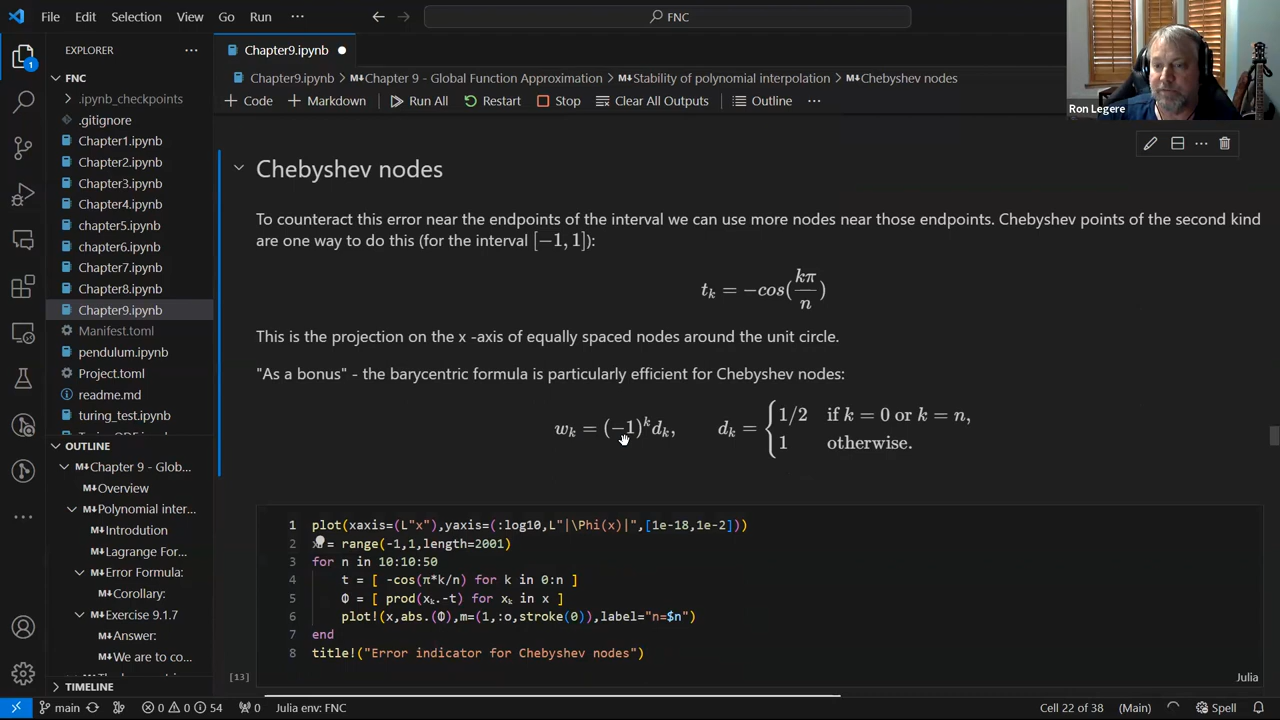 File Edit Selection View Go Run ··· FNC
EXPLORER ···
Chapter9.ipynb
Ron Legere
FNC
Chapter9.ipynb > M↓Chapter 9 - Global Function Approximation > M↓Stability of polynomial interpolation > M↓Chebyshev nodes
.ipynb_checkpoints
.gitignore
Chapter1.ipynb
Chapter2.ipynb
Chapter3.ipynb
Chapter4.ipynb
chapter5.ipynb
chapter6.ipynb
Chapter7.ipynb
Chapter8.ipynb
Chapter9.ipynb
Manifest.toml
pendulum.ipynb
Project.toml
readme.md
turing_test.ipynb
OUTLINE
M↓Chapter 9 - Glob...
M↓Overview
M↓Polynomial inter...
M↓Introdution
M↓Lagrange For...
M↓Error Formula:
M↓Corollary:
M↓Exercise 9.1.7
M↓Answer:
M↓We are to co...
TIMELINE
+ Code + Markdown Run All Restart Stop Clear All Outputs Outline ···
Chebyshev nodes
To counteract this error near the endpoints of the interval we can use more nodes near those endpoints. Chebyshev points of the second kind
are one way to do this (for the interval [−1, 1]):
t_k = −cos(kπ/n)
This is the projection on the x -axis of equally spaced nodes around the unit circle.
"As a bonus" - the barycentric formula is particularly efficient for Chebyshev nodes:
w_k = (−1)^k d_k, d_k = { 1/2 if k = 0 or k = n,
1 otherwise.
1 plot(xaxis=(L"x"),yaxis=(:log10,L"|\Phi(x)|",[1e-18,1e-2]))
2 x = range(-1,1,length=2001)
3 for n in 10:10:50
4 t = [ -cos(π*k/n) for k in 0:n ]
5 Φ = [ prod(xₖ.-t) for xₖ in x ]
6 plot!(x,abs.(Φ),m=(1,:o,stroke(0)),label="n=$n")
7 end
8 title!("Error indicator for Chebyshev nodes")
[13] Julia
main 0 0 54 0 Julia env: FNC Cell 22 of 38 (Main) Spell